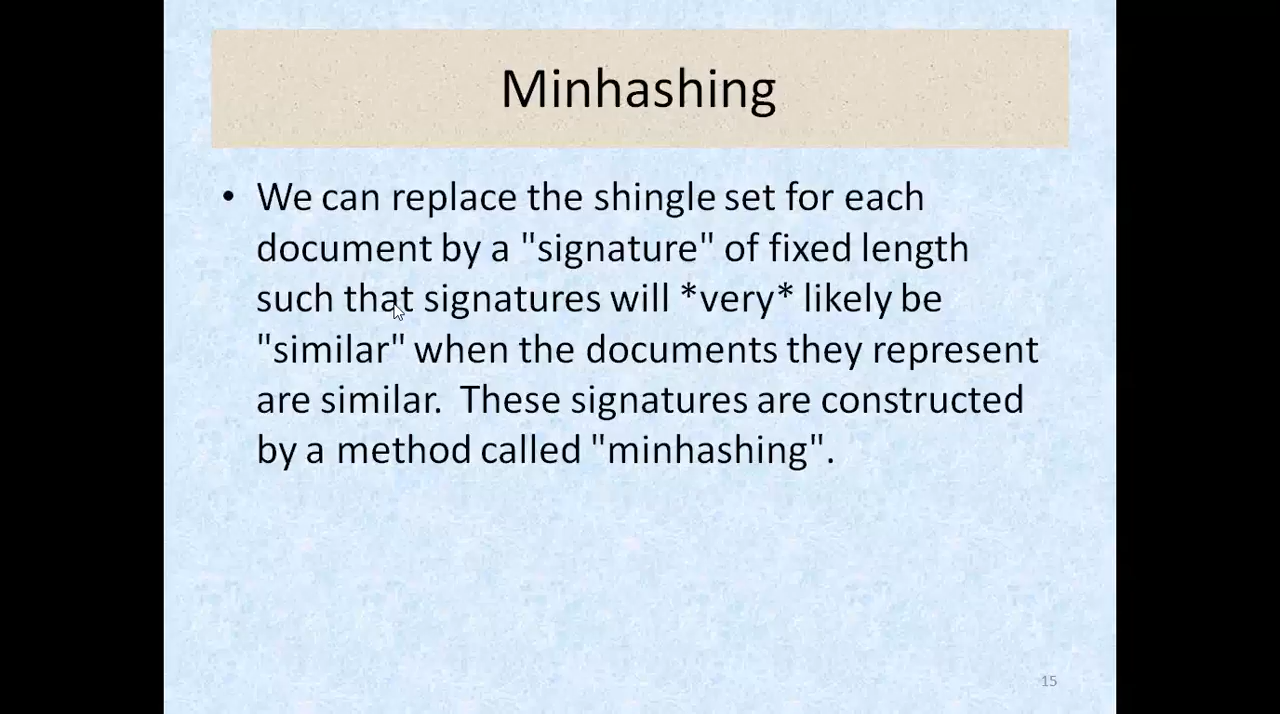 Minhashing
• We can replace the shingle set for each
document by a "signature" of fixed length
such that signatures will *very* likely be
"similar" when the documents they represent
are similar.  These signatures are constructed
by a method called "minhashing".
15